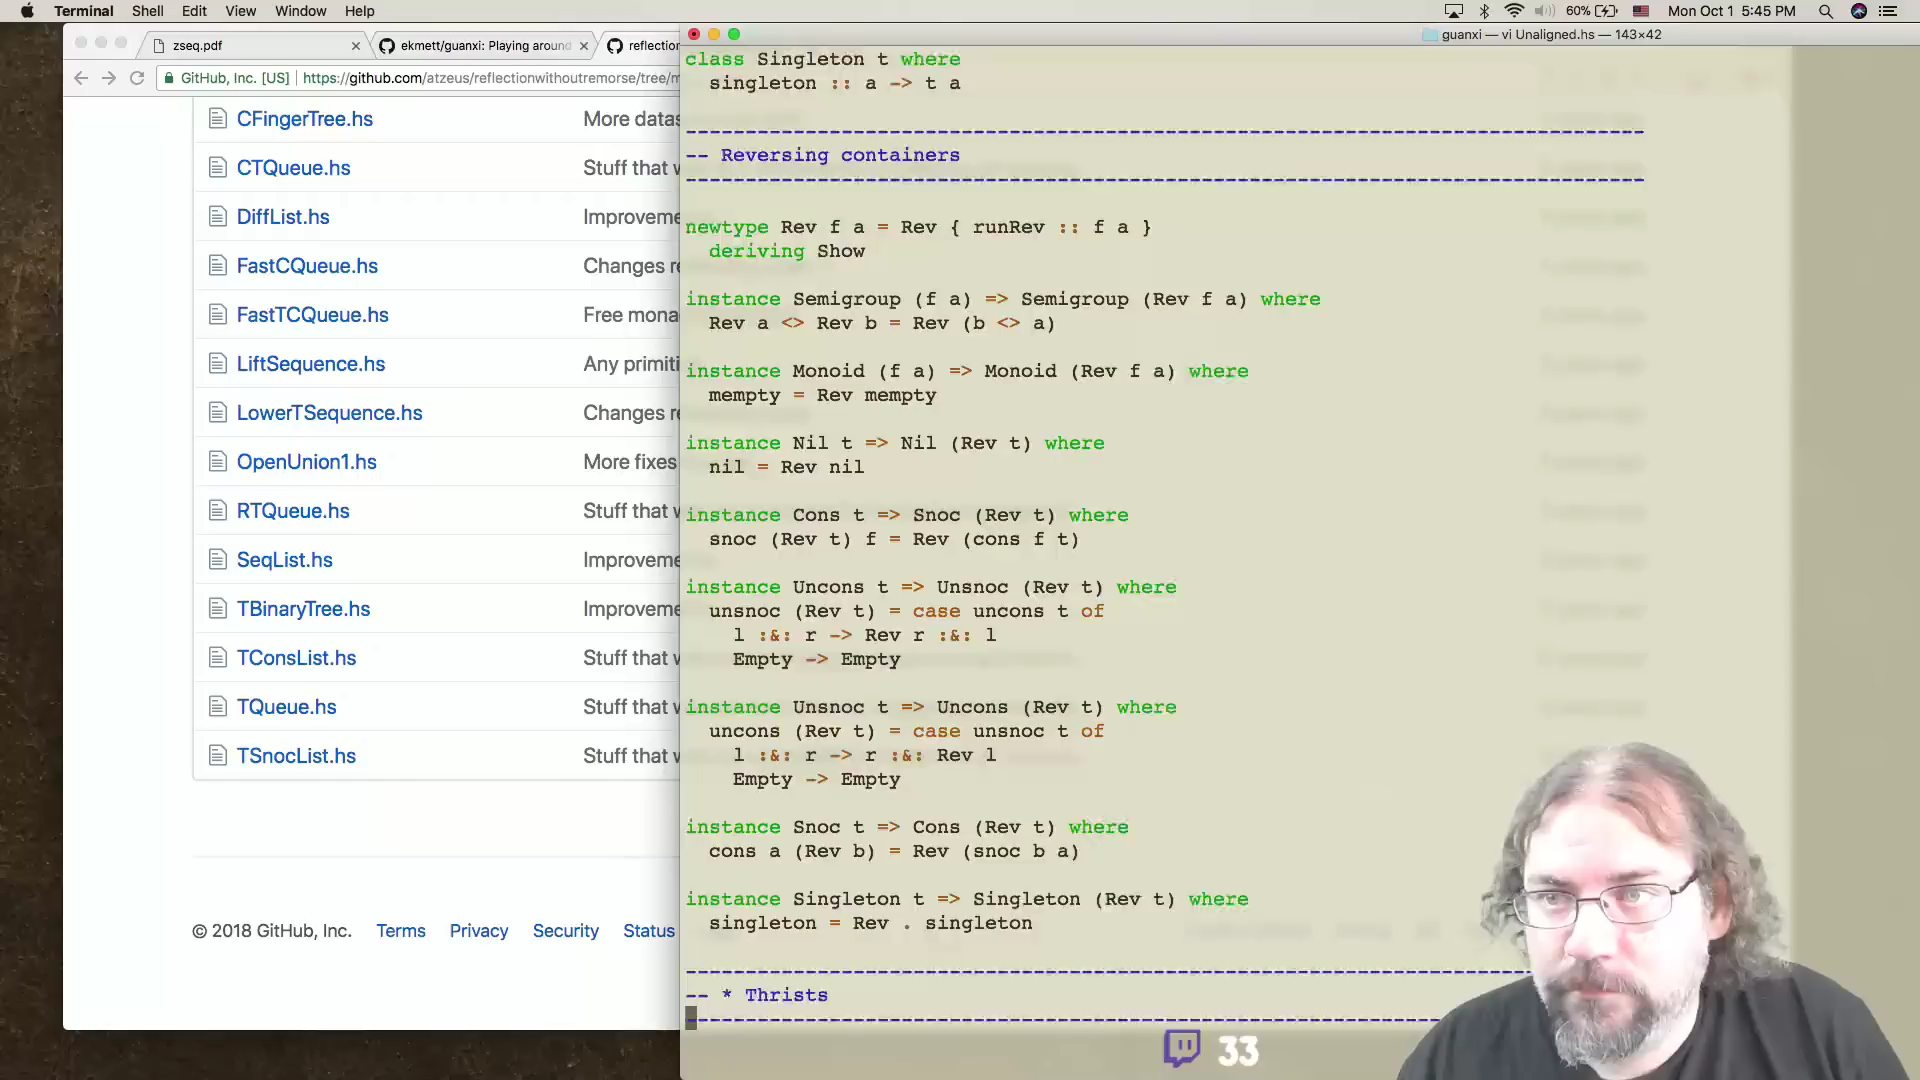 Terminal Shell Edit View Window Help
60% Mon Oct 1 5:45 PM
zseq.pdf
ekmett/guanxi: Playing around
reflection
GitHub, Inc. [US] https://github.com/atzeus/reflectionwithoutremorse/tree/m
CFingerTree.hs More datas
CTQueue.hs Stuff that w
DiffList.hs Improveme
FastCQueue.hs Changes re
FastTCQueue.hs Free mona
LiftSequence.hs Any primiti
LowerTSequence.hs Changes re
OpenUnion1.hs More fixes
RTQueue.hs Stuff that w
SeqList.hs Improveme
TBinaryTree.hs Improveme
TConsList.hs Stuff that w
TQueue.hs Stuff that w
TSnocList.hs Stuff that w
© 2018 GitHub, Inc. Terms Privacy Security Status
guanxi — vi Unaligned.hs — 143×42
class Singleton t where
singleton :: a -> t a
-- Reversing containers
newtype Rev f a = Rev { runRev :: f a }
deriving Show
instance Semigroup (f a) => Semigroup (Rev f a) where
Rev a <> Rev b = Rev (b <> a)
instance Monoid (f a) => Monoid (Rev f a) where
mempty = Rev mempty
instance Nil t => Nil (Rev t) where
nil = Rev nil
instance Cons t => Snoc (Rev t) where
snoc (Rev t) f = Rev (cons f t)
instance Uncons t => Unsnoc (Rev t) where
unsnoc (Rev t) = case uncons t of
l :&: r -> Rev r :&: l
Empty -> Empty
instance Unsnoc t => Uncons (Rev t) where
uncons (Rev t) = case unsnoc t of
l :&: r -> r :&: Rev l
Empty -> Empty
instance Snoc t => Cons (Rev t) where
cons a (Rev b) = Rev (snoc b a)
instance Singleton t => Singleton (Rev t) where
singleton = Rev . singleton
-- * Thrists
33